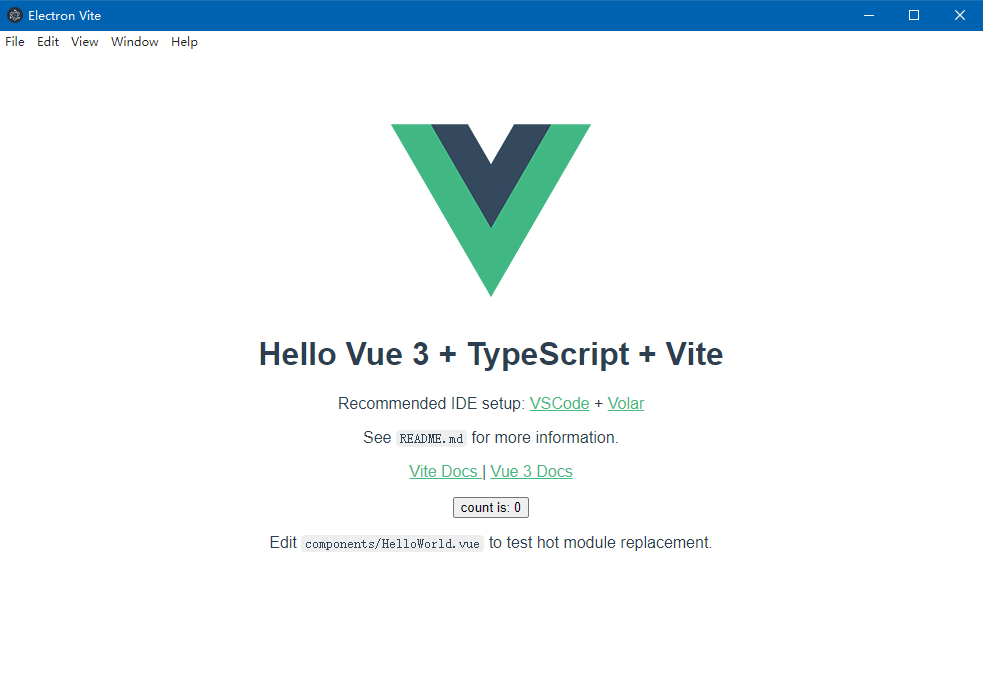 Electron Vite
File Edit View Window Help
Hello Vue 3 + TypeScript + Vite
Recommended IDE setup: VSCode + Volar
See README.md for more information.
Vite Docs | Vue 3 Docs
count is: 0
Edit components/HelloWorld.vue to test hot module replacement.